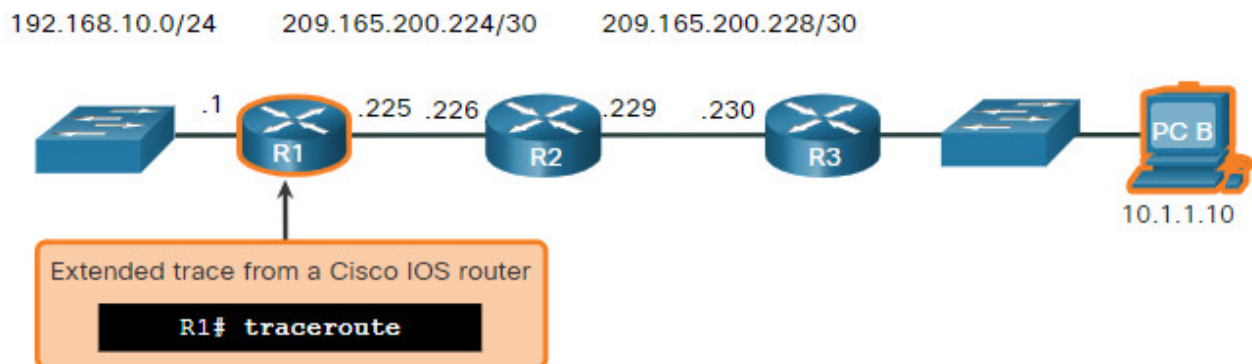 192.168.10.0/24 209.165.200.224/30 209.165.200.228/30
.1 .225 .226 .229 .230
R1 R2 R3 PC B
10.1.1.10
Extended trace from a Cisco IOS router
R1# traceroute